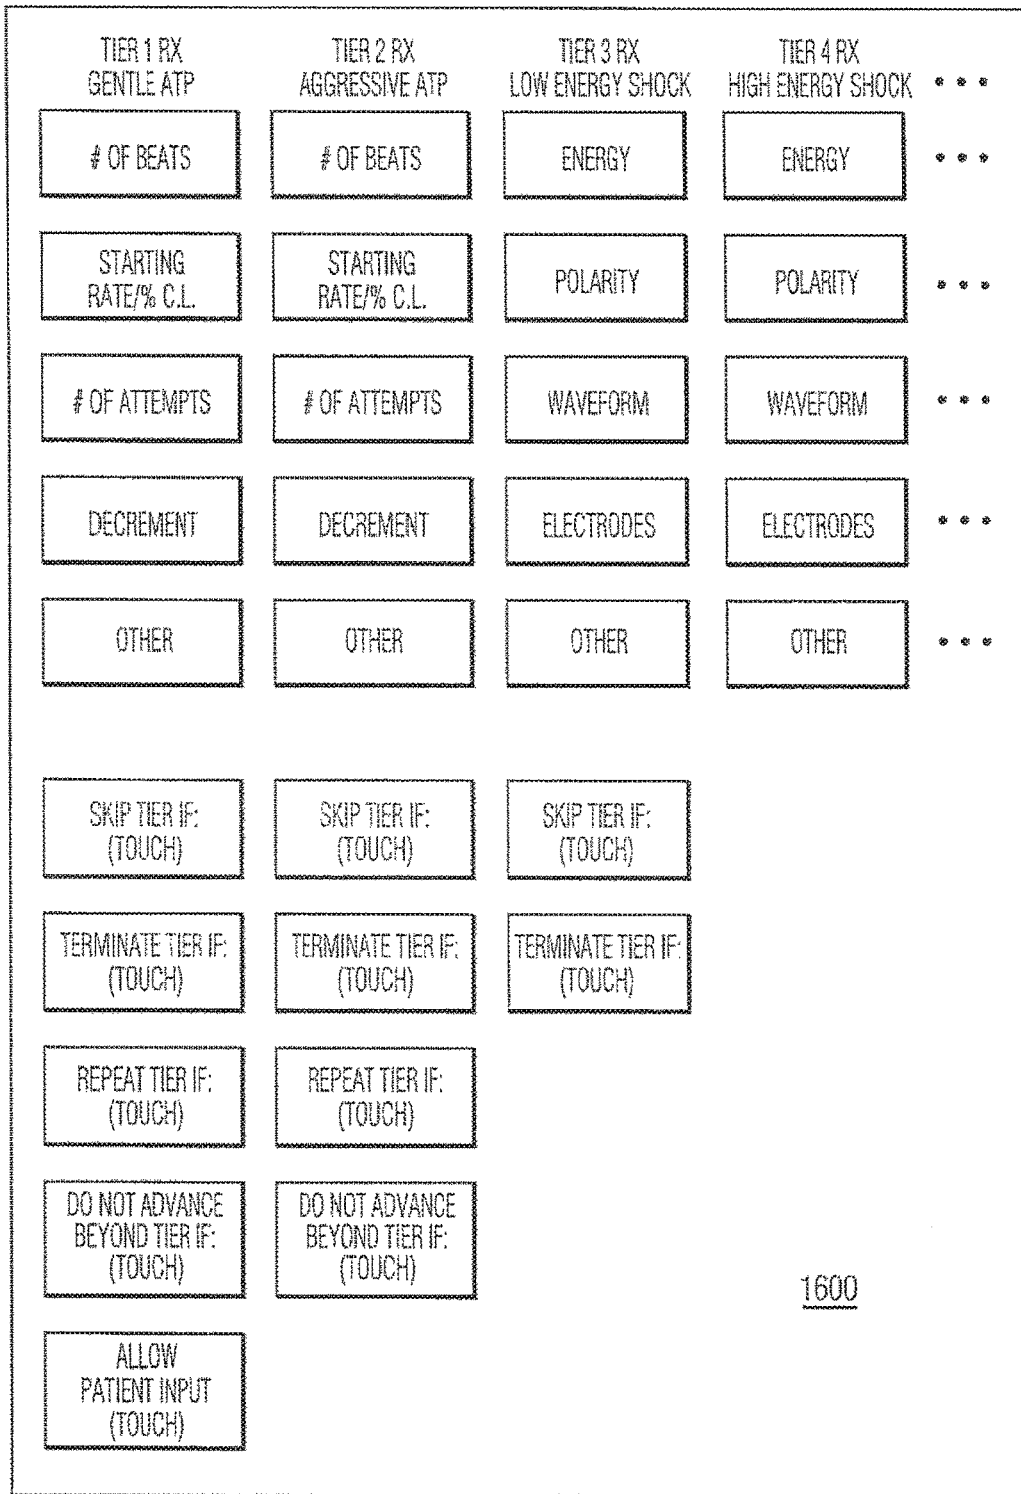 TIER 1 RX
GENTLE ATP
TIER 2 RX
AGGRESSIVE ATP
TIER 3 RX
LOW ENERGY SHOCK
TIER 4 RX
HIGH ENERGY SHOCK
# OF BEATS
# OF BEATS
ENERGY
ENERGY
STARTING
RATE/% C.L.
STARTING
RATE/% C.L.
POLARITY
POLARITY
# OF ATTEMPTS
# OF ATTEMPTS
WAVEFORM
WAVEFORM
DECREMENT
DECREMENT
ELECTRODES
ELECTRODES
OTHER
OTHER
OTHER
OTHER
SKIP TIER IF:
(TOUCH)
SKIP TIER IF:
(TOUCH)
SKIP TIER IF:
(TOUCH)
TERMINATE TIER IF:
(TOUCH)
TERMINATE TIER IF:
(TOUCH)
TERMINATE TIER IF:
(TOUCH)
REPEAT TIER IF:
(TOUCH)
REPEAT TIER IF:
(TOUCH)
DO NOT ADVANCE
BEYOND TIER IF:
(TOUCH)
DO NOT ADVANCE
BEYOND TIER IF:
(TOUCH)
1600
ALLOW
PATIENT INPUT
(TOUCH)